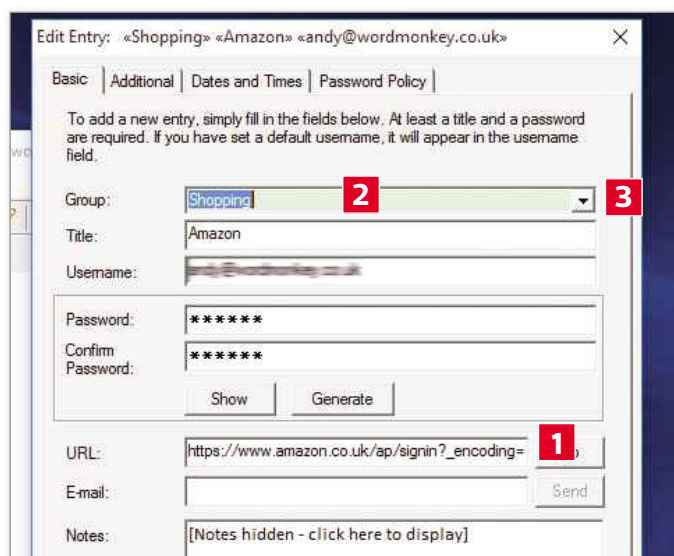 Edit Entry: «Shopping» «Amazon» «andy@wordmonkey.co.uk»
Basic Additional Dates and Times Password Policy
To add a new entry, simply fill in the fields below. At least a title and a password
are required. If you have set a default username, it will appear in the username
field.
Group: Shopping 2 3
Title: Amazon
Username:
Password: ******
Confirm
Password: ******
Show Generate
URL: https://www.amazon.co.uk/ap/signin?_encoding= 1
E-mail: Send
Notes: [Notes hidden - click here to display]